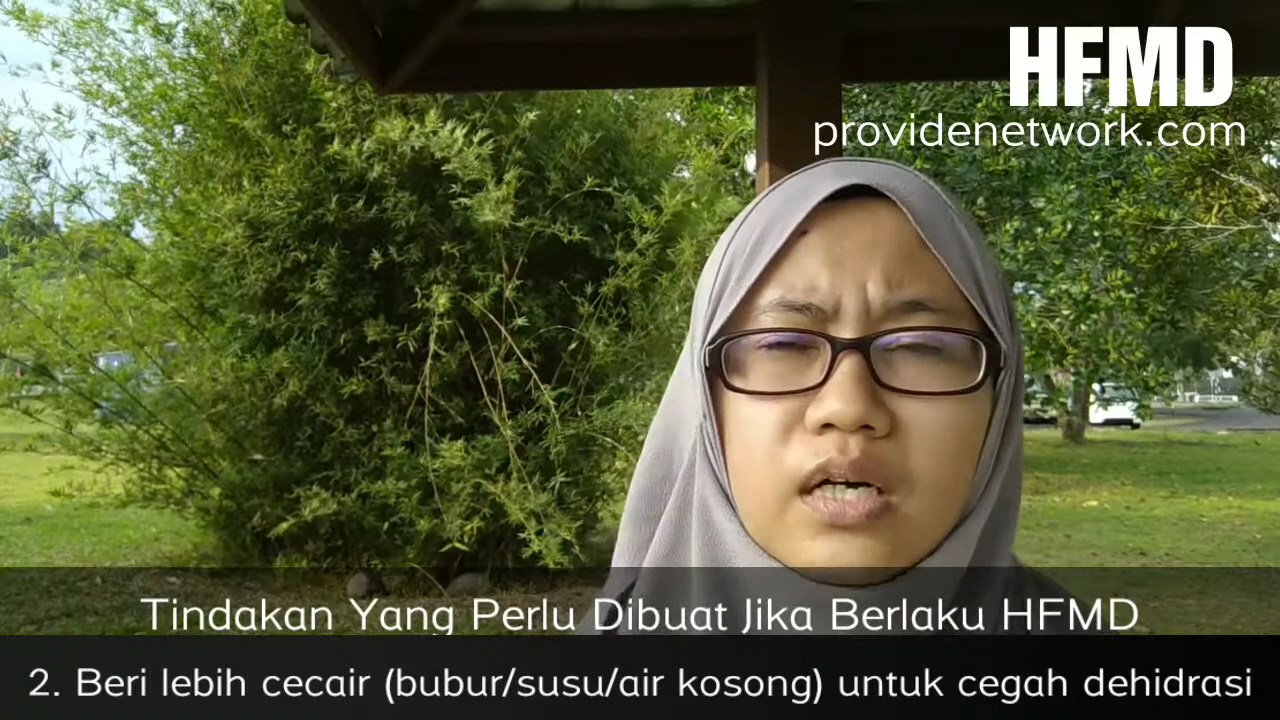 HFMD
providenetwork.com
Tindakan Yang Perlu Dibuat Jika Berlaku HFMD
2. Beri lebih cecair (bubur/susu/air kosong) untuk cegah dehidrasi